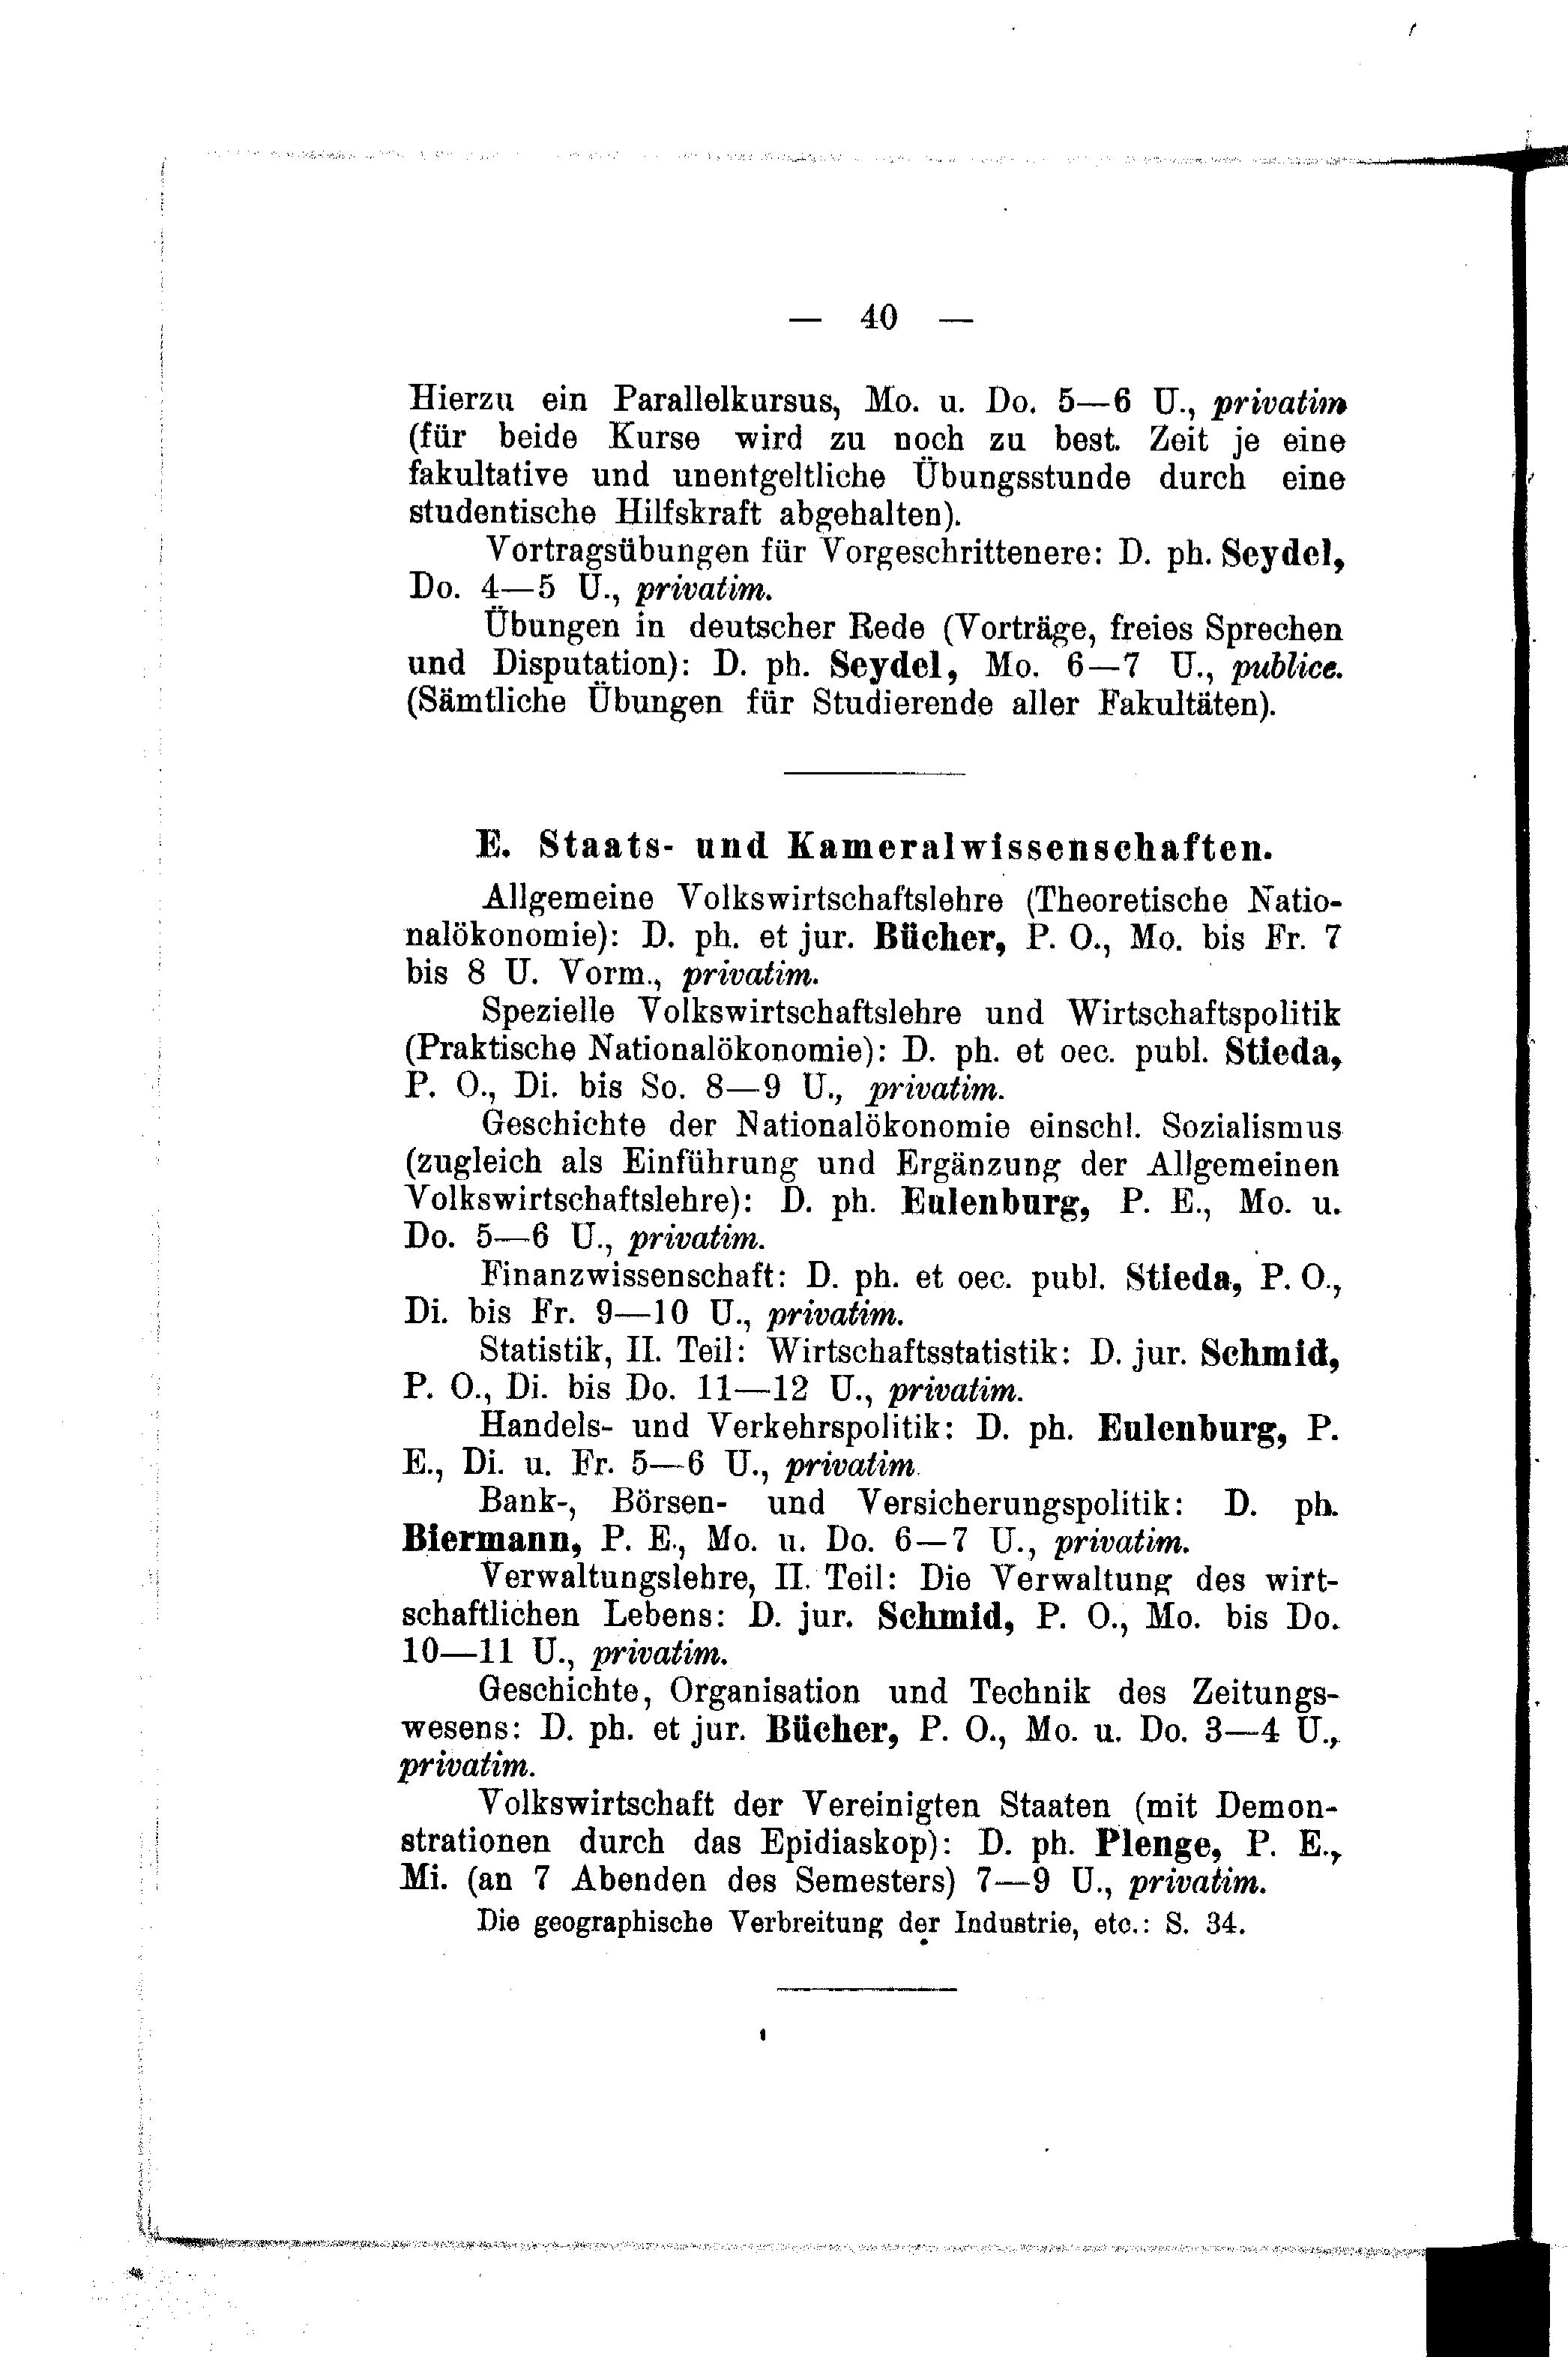 — 40 —
Hierzu ein Parallelkursus, Mo. u. Do. 5—6 U., privatim
(für beide Kurse wird zu noch zu best. Zeit je eine
fakultative und unentgeltliche Übungsstunde durch eine
studentische Hilfskraft abgehalten).
Vortragsübungen für Vorgeschrittenere: D. ph. Seydel,
Do. 4—5 U., privatim.
Übungen in deutscher Rede (Vorträge, freies Sprechen
und Disputation): D. ph. Seydel, Mo. 6—7 U., publice.
(Sämtliche Übungen für Studierende aller Fakultäten).
E. Staats- und Kameralwissenschaften.
Allgemeine Volkswirtschaftslehre (Theoretische Natio-
nalökonomie): D. ph. et jur. Bücher, P. O., Mo. bis Fr. 7
bis 8 U. Vorm., privatim.
Spezielle Volkswirtschaftslehre und Wirtschaftspolitik
(Praktische Nationalökonomie): D. ph. et oec. publ. Stieda,
P. O., Di. bis So. 8—9 U., privatim.
Geschichte der Nationalökonomie einschl. Sozialismus
(zugleich als Einführung und Ergänzung der Allgemeinen
Volkswirtschaftslehre): D. ph. Eulenburg, P. E., Mo. u.
Do. 5—6 U., privatim.
Finanzwissenschaft: D. ph. et oec. publ. Stieda, P. O.,
Di. bis Fr. 9—10 U., privatim.
Statistik, II. Teil: Wirtschaftsstatistik: D. jur. Schmid,
P. O., Di. bis Do. 11—12 U., privatim.
Handels- und Verkehrspolitik: D. ph. Eulenburg, P.
E., Di. u. Fr. 5—6 U., privatim.
Bank-, Börsen- und Versicherungspolitik: D. ph.
Biermann, P. E., Mo. u. Do. 6—7 U., privatim.
Verwaltungslehre, II. Teil: Die Verwaltung des wirt-
schaftlichen Lebens: D. jur. Schmid, P. O., Mo. bis Do.
10—11 U., privatim.
Geschichte, Organisation und Technik des Zeitungs-
wesens: D. ph. et jur. Bücher, P. O., Mo. u. Do. 3—4 U.,
privatim.
Volkswirtschaft der Vereinigten Staaten (mit Demon-
strationen durch das Epidiaskop): D. ph. Plenge, P. E.,
Mi. (an 7 Abenden des Semesters) 7—9 U., privatim.
Die geographische Verbreitung der Industrie, etc.: S. 34.